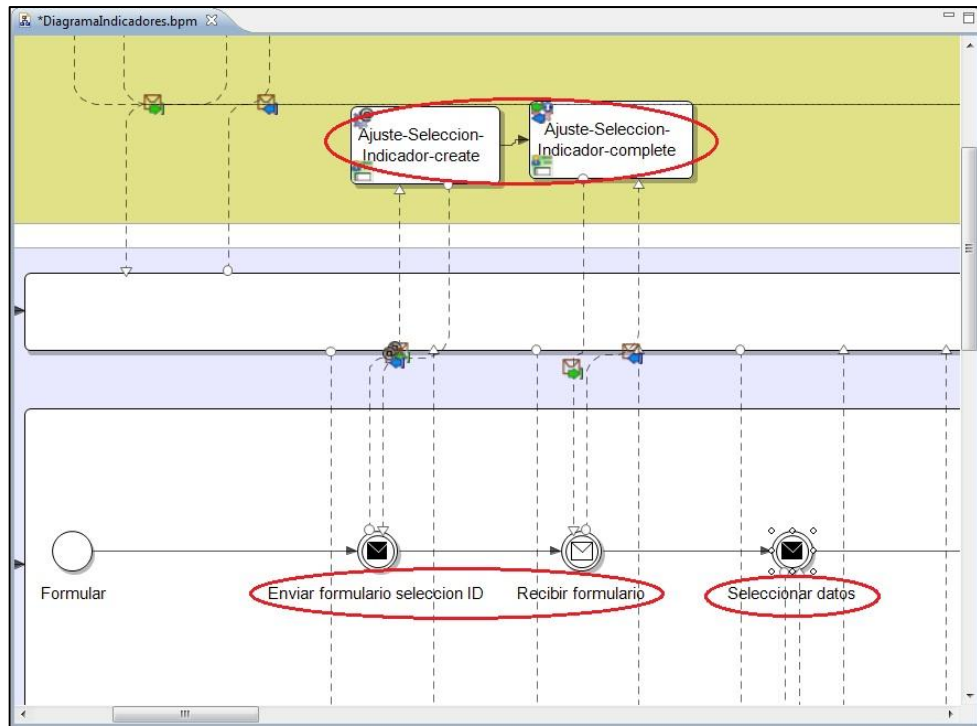 *DiagramaIndicadores.bpm
Ajuste-Seleccion-
Indicador-create
Ajuste-Seleccion-
Indicador-complete
Formular
Enviar formulario seleccion ID
Recibir formulario
Seleccionar datos